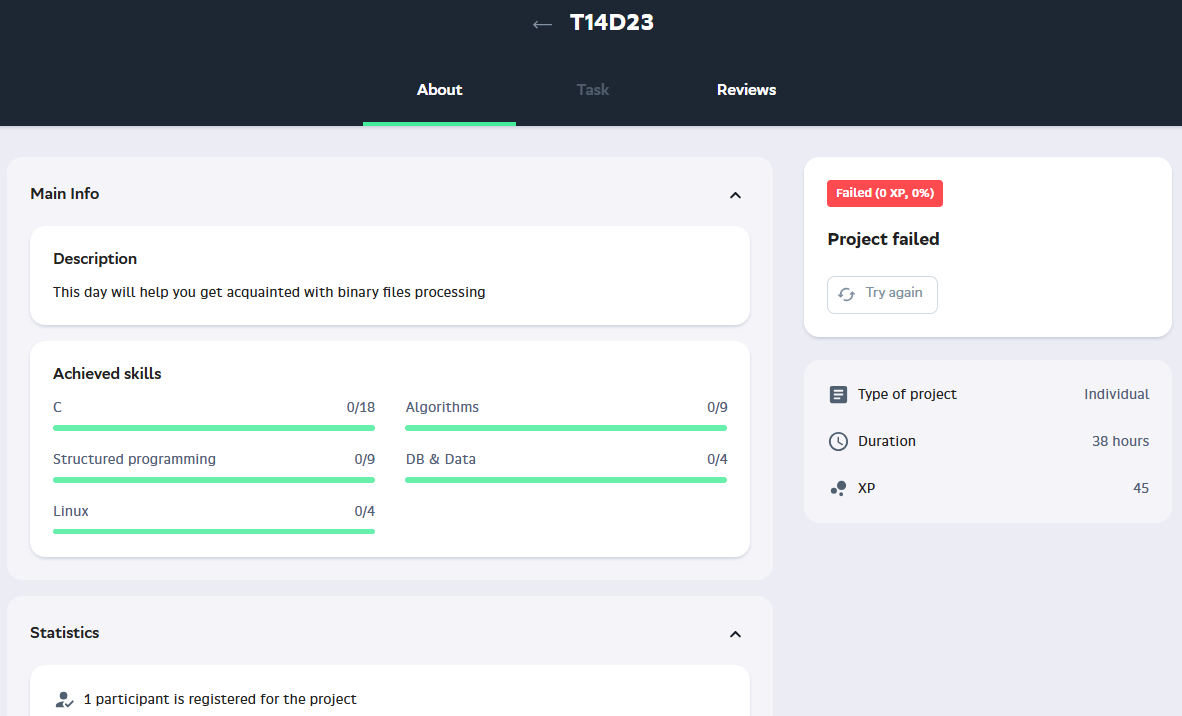 T14D23
About
Task
Reviews
Main Info
Description
This day will help you get acquainted with binary files processing
Achieved skills
C 0/18
Algorithms 0/9
Structured programming 0/9
DB & Data 0/4
Linux 0/4
Statistics
1 participant is registered for the project
Failed (0 XP, 0%)
Project failed
Try again
Type of project Individual
Duration 38 hours
XP 45